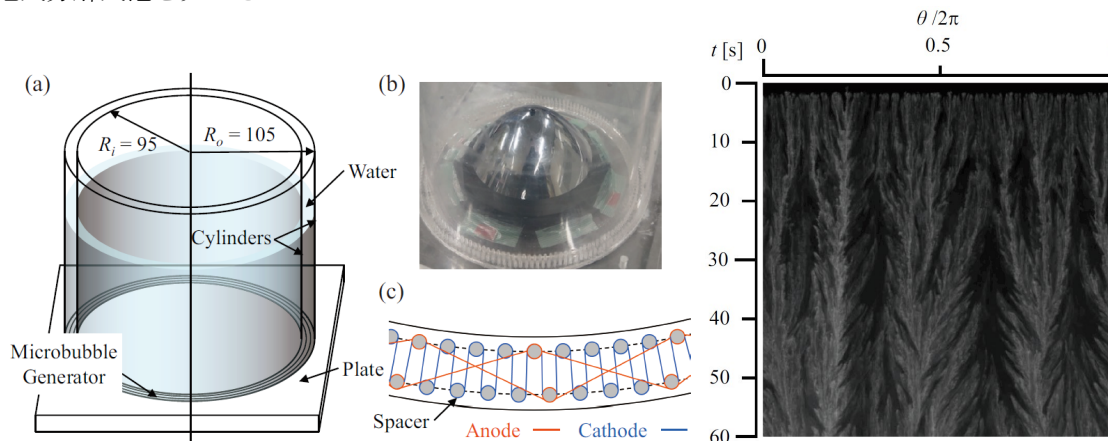 (a)
R_i = 95
R_o = 105
Water
Cylinders
Microbubble
Generator
Plate
(b)
(c)
Spacer
Anode
Cathode
θ/2π
t [s]
0
0.5
0
10
20
30
40
50
60